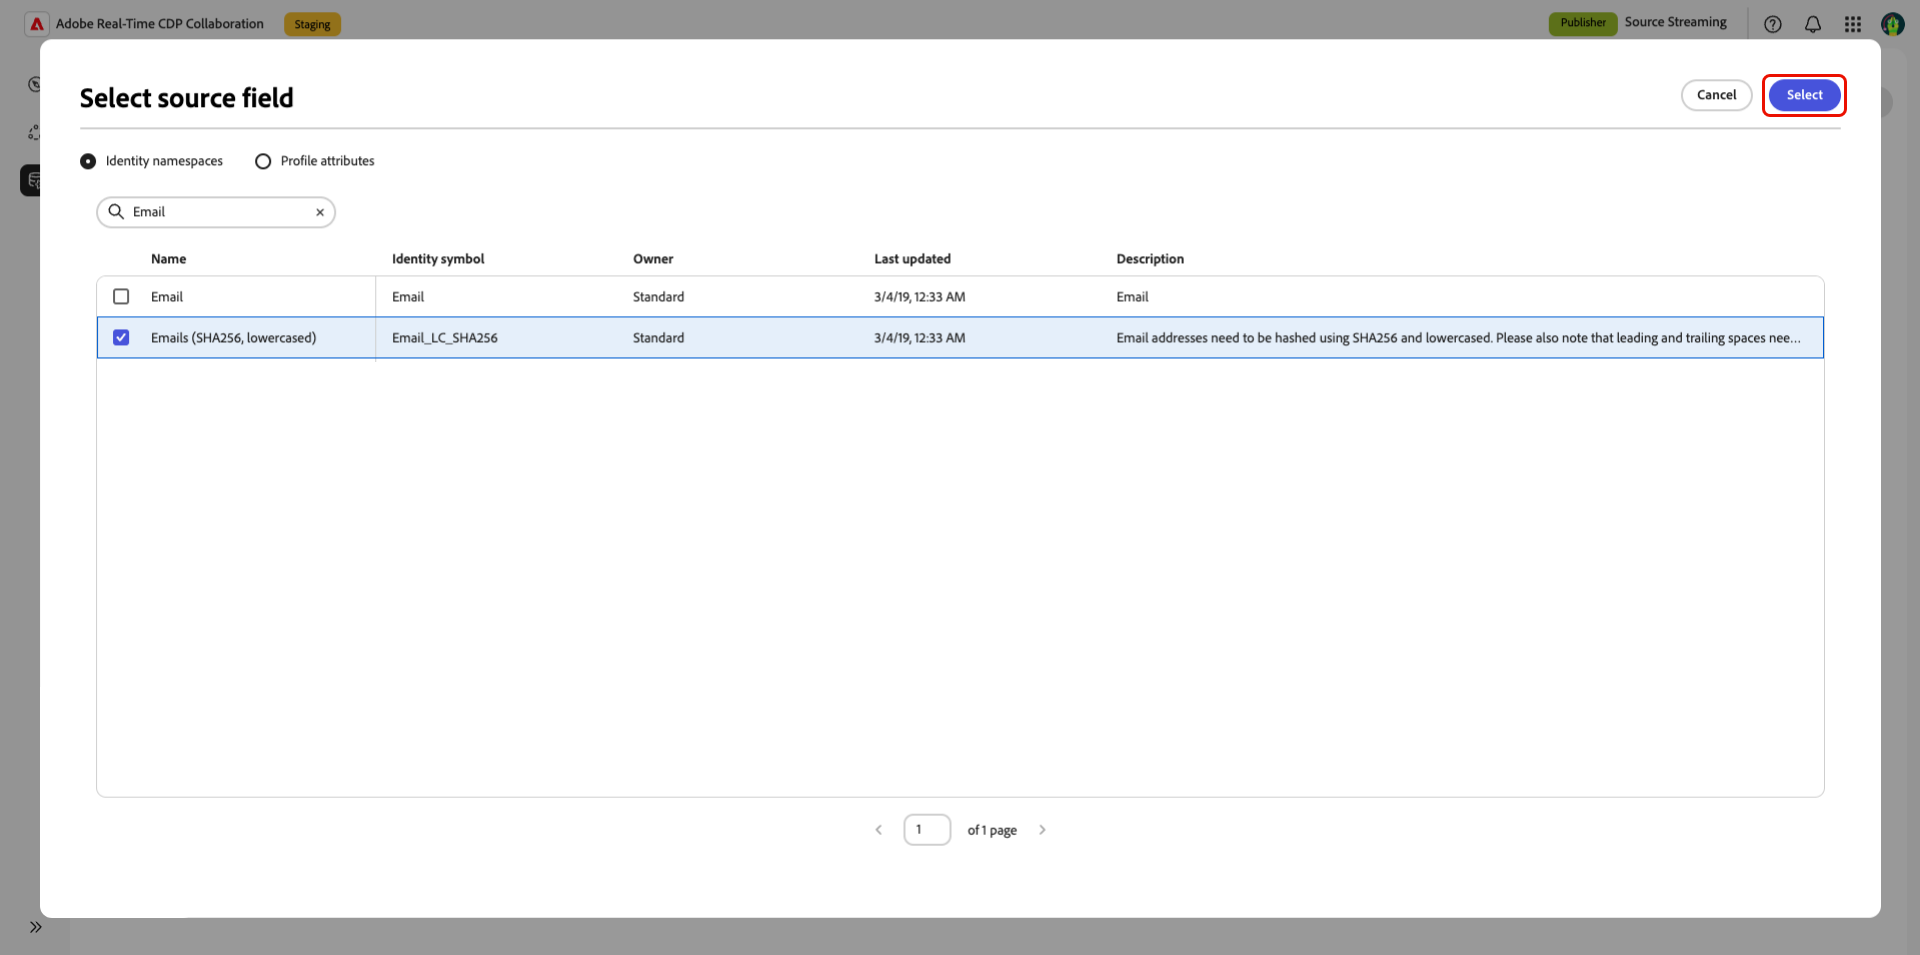 Adobe Real-Time CDP Collaboration
Staging
Publisher
Source Streaming
Select source field
Cancel
Select
Identity namespaces
Profile attributes
Email
Name
Identity symbol
Owner
Last updated
Description
Email
Email
Standard
3/4/19, 12:33 AM
Email
Emails (SHA256, lowercased)
Email_LC_SHA256
Standard
3/4/19, 12:33 AM
Email addresses need to be hashed using SHA256 and lowercased. Please also note that leading and trailing spaces nee...
1
of 1 page